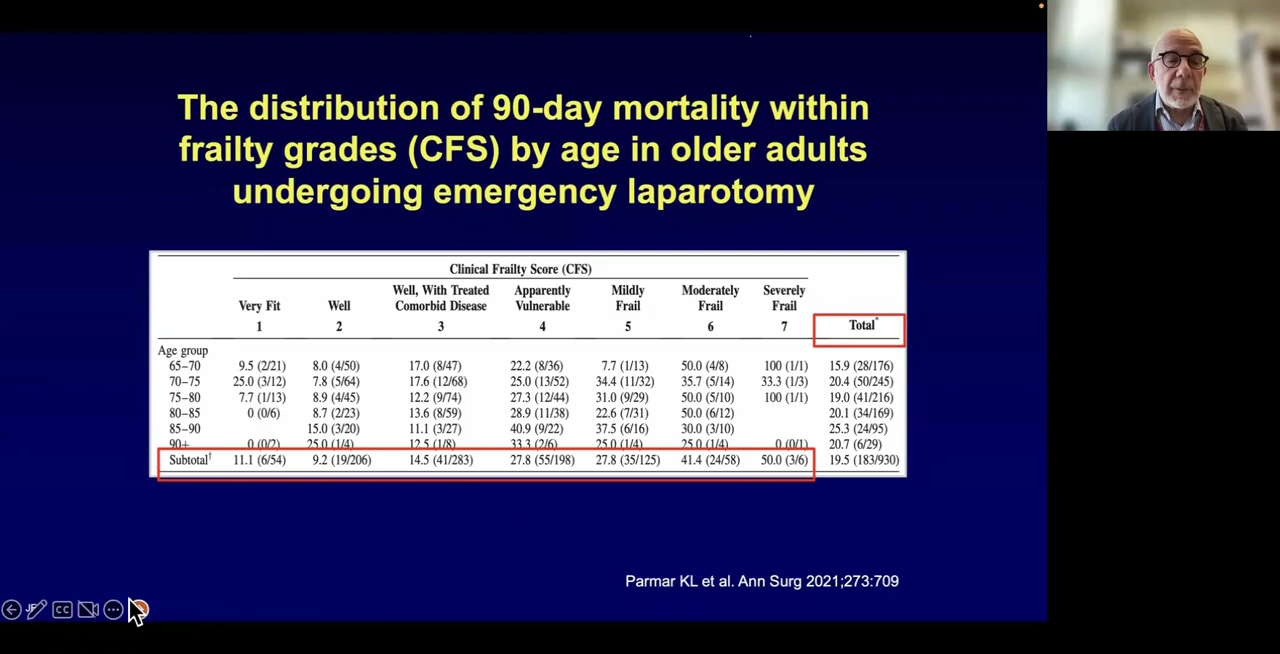 The distribution of 90-day mortality within
frailty grades (CFS) by age in older adults
undergoing emergency laparotomy
Clinical Frailty Score (CFS)
Very Fit Well Well, With Treated Comorbid Disease Apparently Vulnerable Mildly Frail Moderately Frail Severely Frail
1 2 3 4 5 6 7 Total*
Age group
65–70 9.5 (2/21) 8.0 (4/50) 17.0 (8/47) 22.2 (8/36) 7.7 (1/13) 50.0 (4/8) 100 (1/1) 15.9 (28/176)
70–75 25.0 (3/12) 7.8 (5/64) 17.6 (12/68) 25.0 (13/52) 34.4 (11/32) 35.7 (5/14) 33.3 (1/3) 20.4 (50/245)
75–80 7.7 (1/13) 8.9 (4/45) 12.2 (9/74) 27.3 (12/44) 31.0 (9/29) 50.0 (5/10) 100 (1/1) 19.0 (41/216)
80–85 0 (0/6) 8.7 (2/23) 13.6 (8/59) 28.9 (11/38) 22.6 (7/31) 50.0 (6/12) 20.1 (34/169)
85–90 15.0 (3/20) 11.1 (3/27) 40.9 (9/22) 37.5 (6/16) 30.0 (3/10) 25.3 (24/95)
90+ 0 (0/2) 25.0 (1/4) 12.5 (1/8) 33.3 (2/6) 25.0 (1/4) 25.0 (1/4) 0 (0/1) 20.7 (6/29)
Subtotal† 11.1 (6/54) 9.2 (19/206) 14.5 (41/283) 27.8 (55/198) 27.8 (35/125) 41.4 (24/58) 50.0 (3/6) 19.5 (183/930)
Parmar KL et al. Ann Surg 2021;273:709
CC